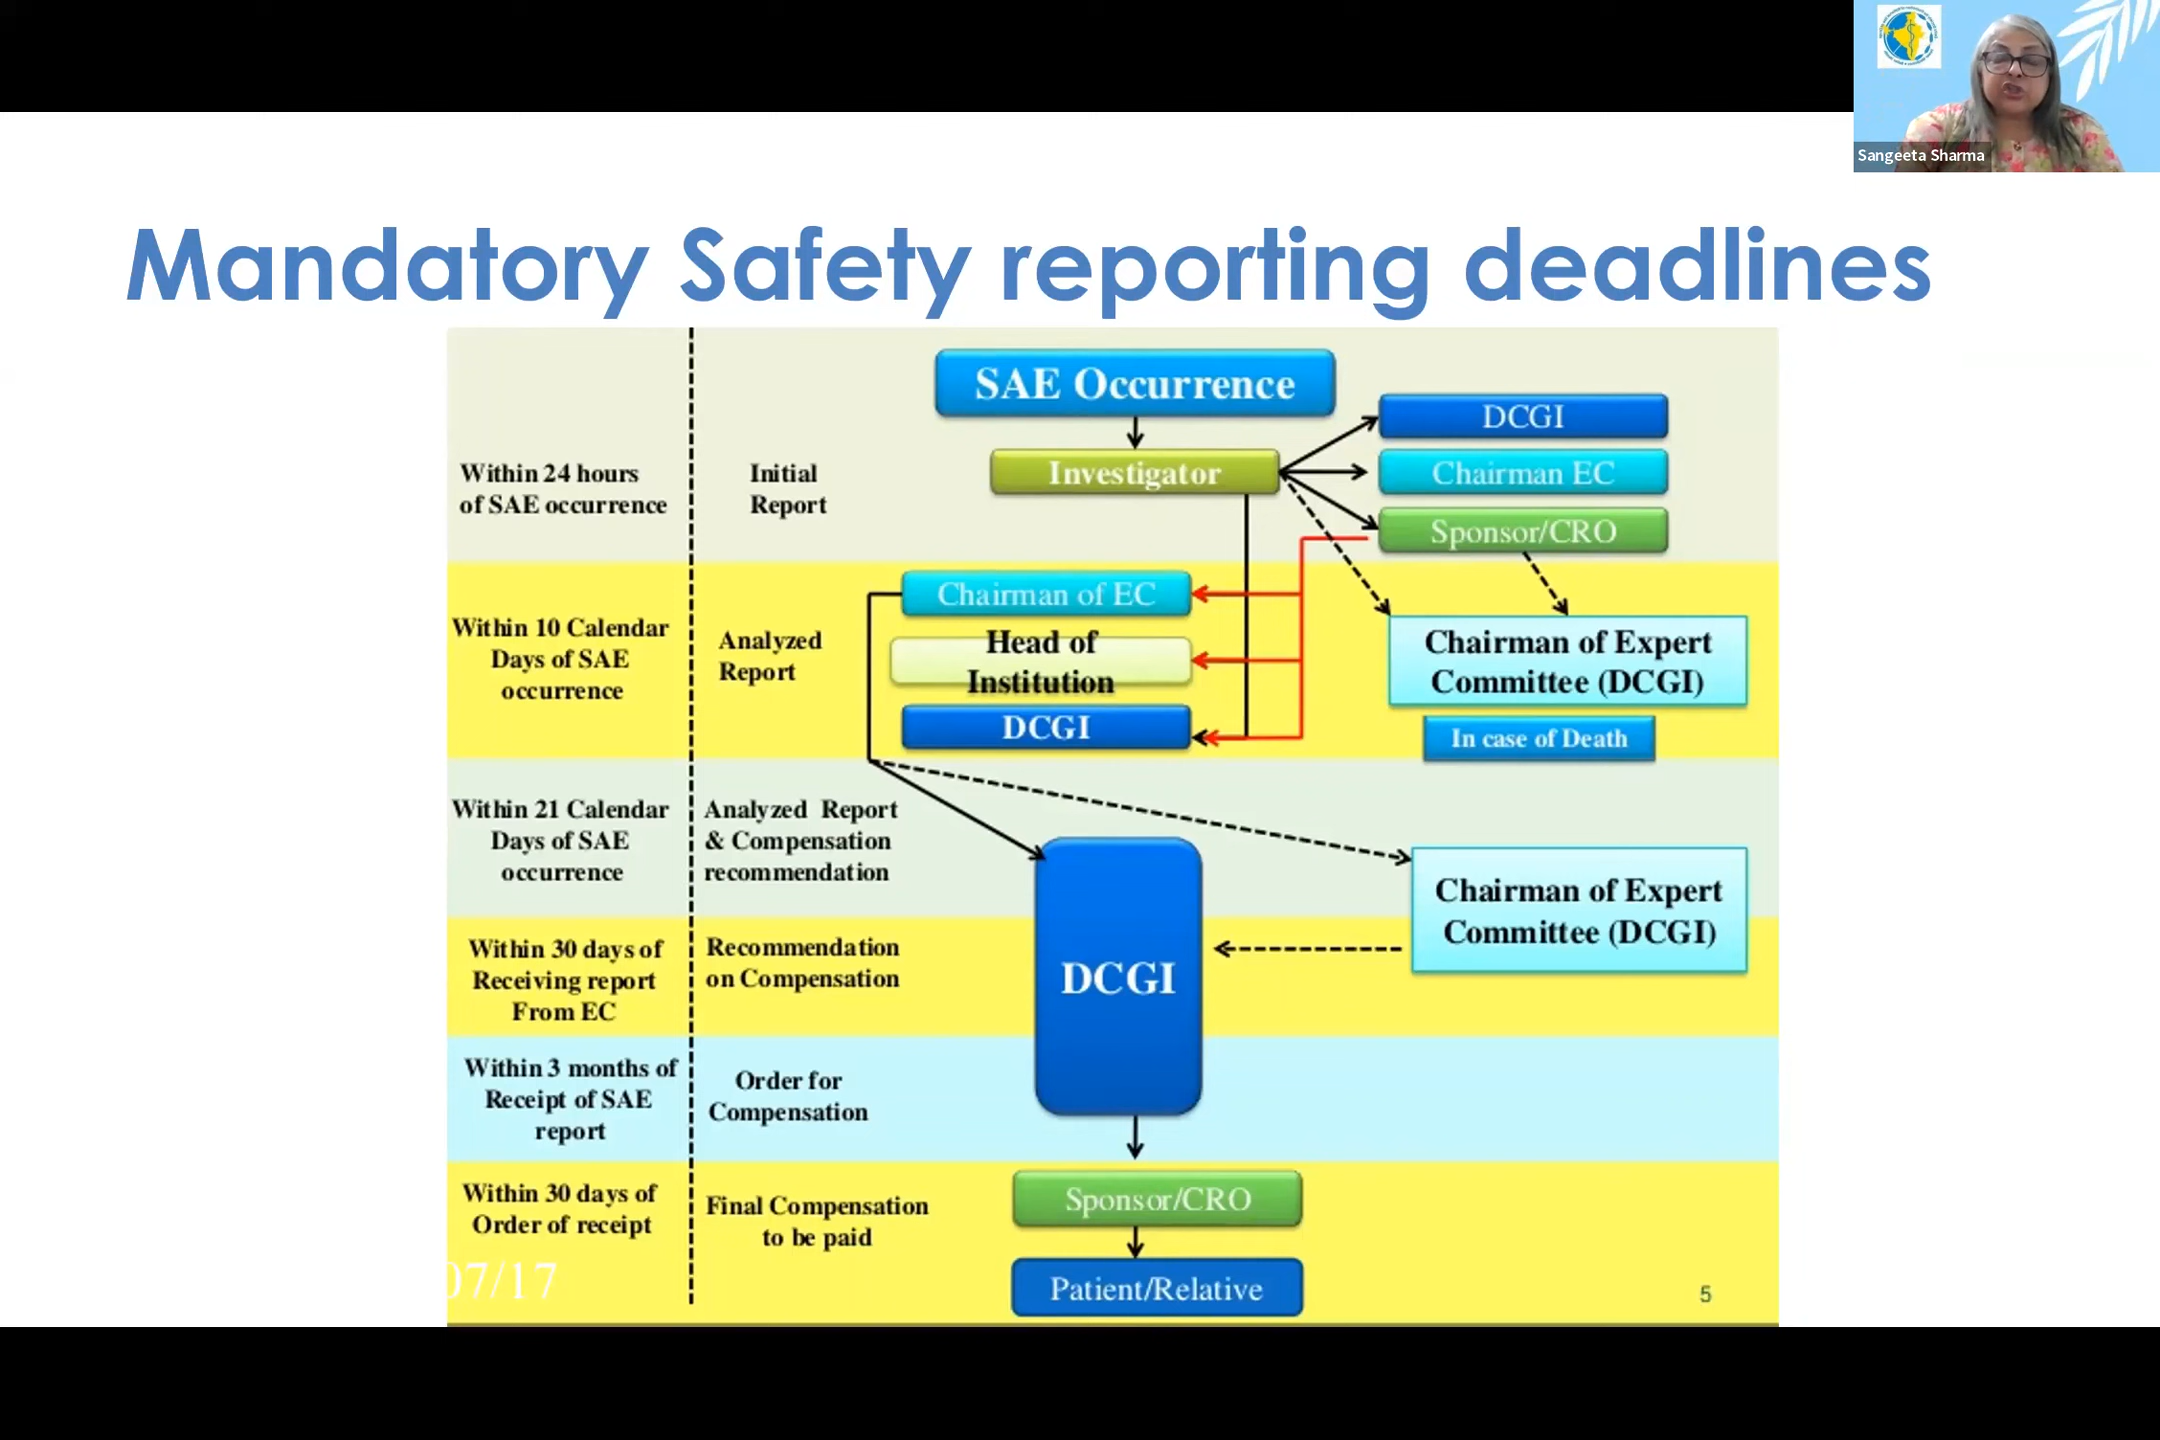 Sangeeta Sharma
Mandatory Safety reporting deadlines
SAE Occurrence
DCGI
Within 24 hours
of SAE occurrence
Initial
Report
Investigator
Chairman EC
Sponsor/CRO
Within 10 Calendar
Days of SAE
occurrence
Analyzed
Report
Chairman of EC
Head of
Institution
DCGI
Chairman of Expert
Committee (DCGI)
In case of Death
Within 21 Calendar
Days of SAE
occurrence
Analyzed Report
& Compensation
recommendation
Chairman of Expert
Committee (DCGI)
Within 30 days of
Receiving report
From EC
Recommendation
on Compensation
DCGI
Within 3 months of
Receipt of SAE
report
Order for
Compensation
Within 30 days of
Order of receipt
Final Compensation
to be paid
Sponsor/CRO
Patient/Relative
07/17
5